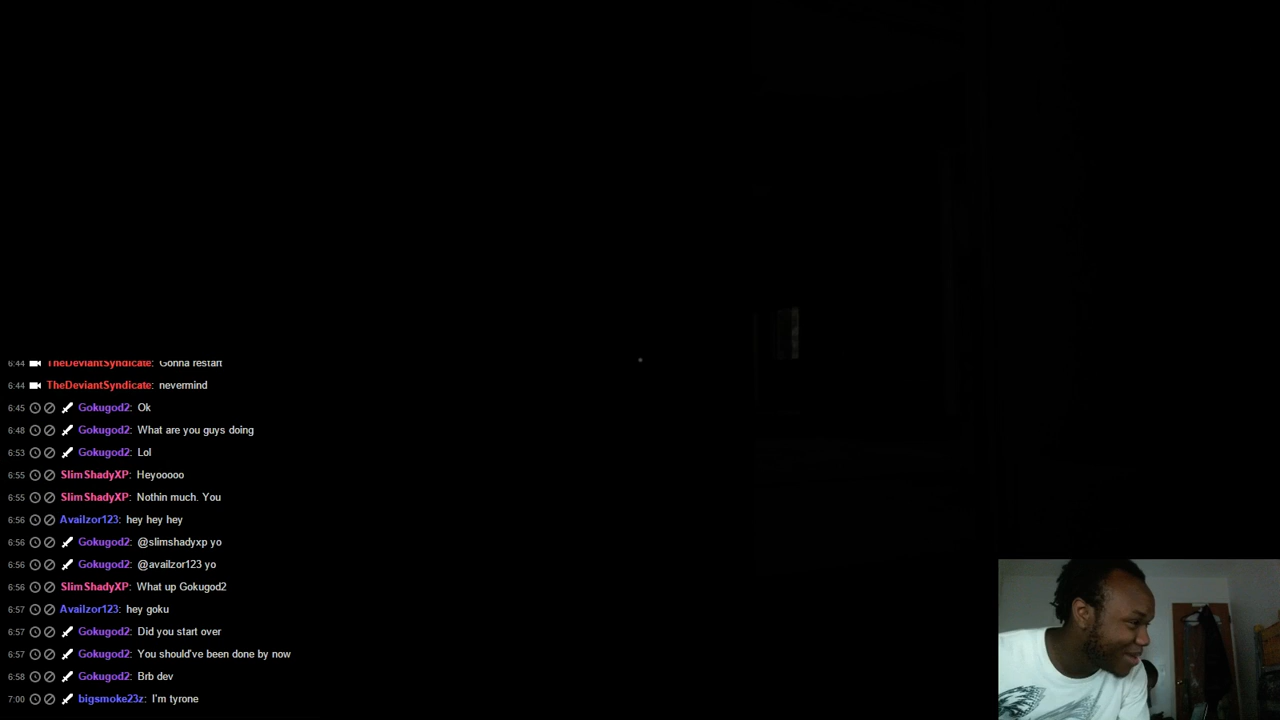 6:44 TheDeviantSyndicate: Gonna restart
6:44 TheDeviantSyndicate: nevermind
6:45 Gokugod2: Ok
6:48 Gokugod2: What are you guys doing
6:53 Gokugod2: Lol
6:55 SlimShadyXP: Heyooooo
6:55 SlimShadyXP: Nothin much. You
6:56 Availzor123: hey hey hey
6:56 Gokugod2: @slimshadyxp yo
6:56 Gokugod2: @availzor123 yo
6:56 SlimShadyXP: What up Gokugod2
6:57 Availzor123: hey goku
6:57 Gokugod2: Did you start over
6:57 Gokugod2: You should've been done by now
6:58 Gokugod2: Brb dev
7:00 bigsmoke23z: I'm tyrone